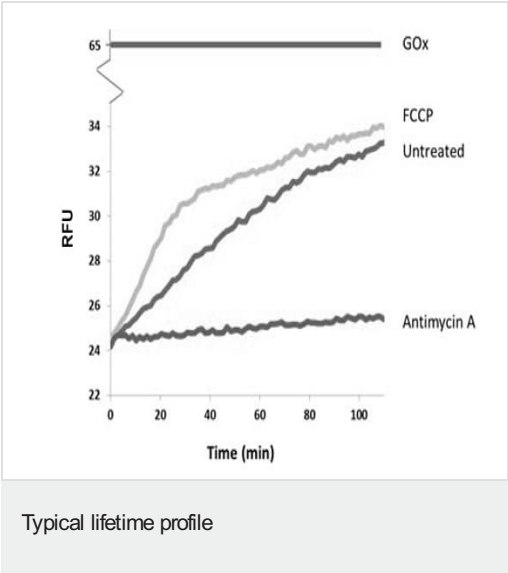 65
GOx
34
FCCP
Untreated
32
30
RFU
28
26
Antimycin A
24
22
0 20 40 60 80 100
Time (min)
Typical lifetime profile